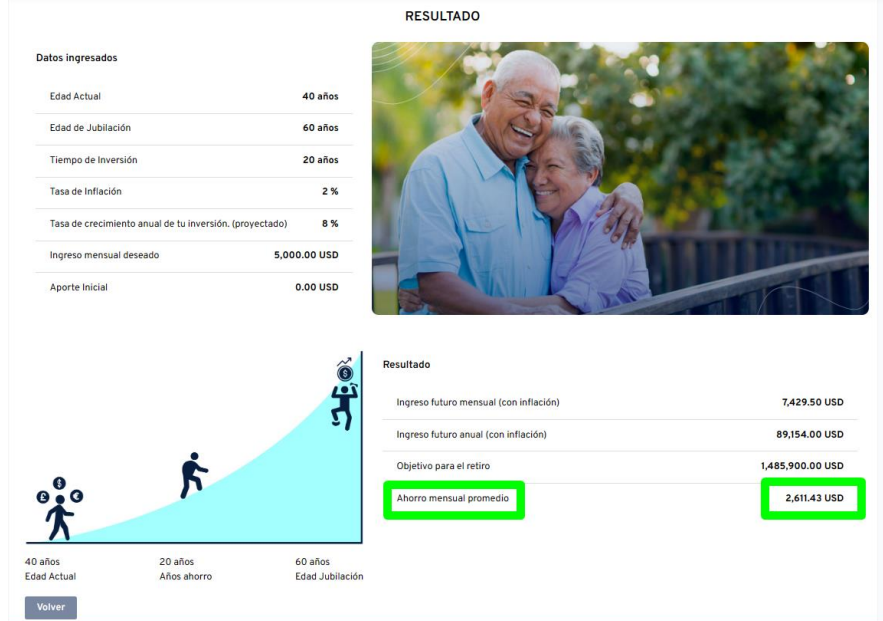 RESULTADO
Datos ingresados
Edad Actual 40 años
Edad de Jubilación 60 años
Tiempo de Inversión 20 años
Tasa de Inflación 2 %
Tasa de crecimiento anual de tu inversión. (proyectado) 8 %
Ingreso mensual deseado 5,000.00 USD
Aporte Inicial 0.00 USD
$
£ $ €
40 años 20 años 60 años
Edad Actual Años ahorro Edad Jubilación
Volver
Resultado
Ingreso futuro mensual (con inflación) 7,429.50 USD
Ingreso futuro anual (con inflación) 89,154.00 USD
Objetivo para el retiro 1,485,900.00 USD
Ahorro mensual promedio 2,611.43 USD